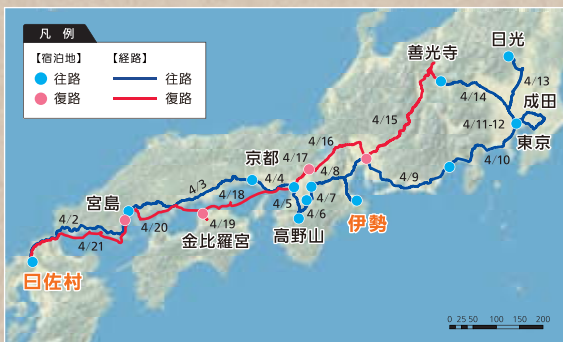 凡例
【宿泊地】 【経路】
往路 往路
復路 復路
日光
善光寺
4/13
成田
4/14
4/11-12
東京
4/15
4/16
京都
4/17
4/10
4/3
4/4
4/8
4/9
宮島
4/18
4/5
4/7
4/2
4/20
4/19
4/6
伊勢
4/21
金比羅宮
高野山
曰佐村
0 25 50 100 150 200